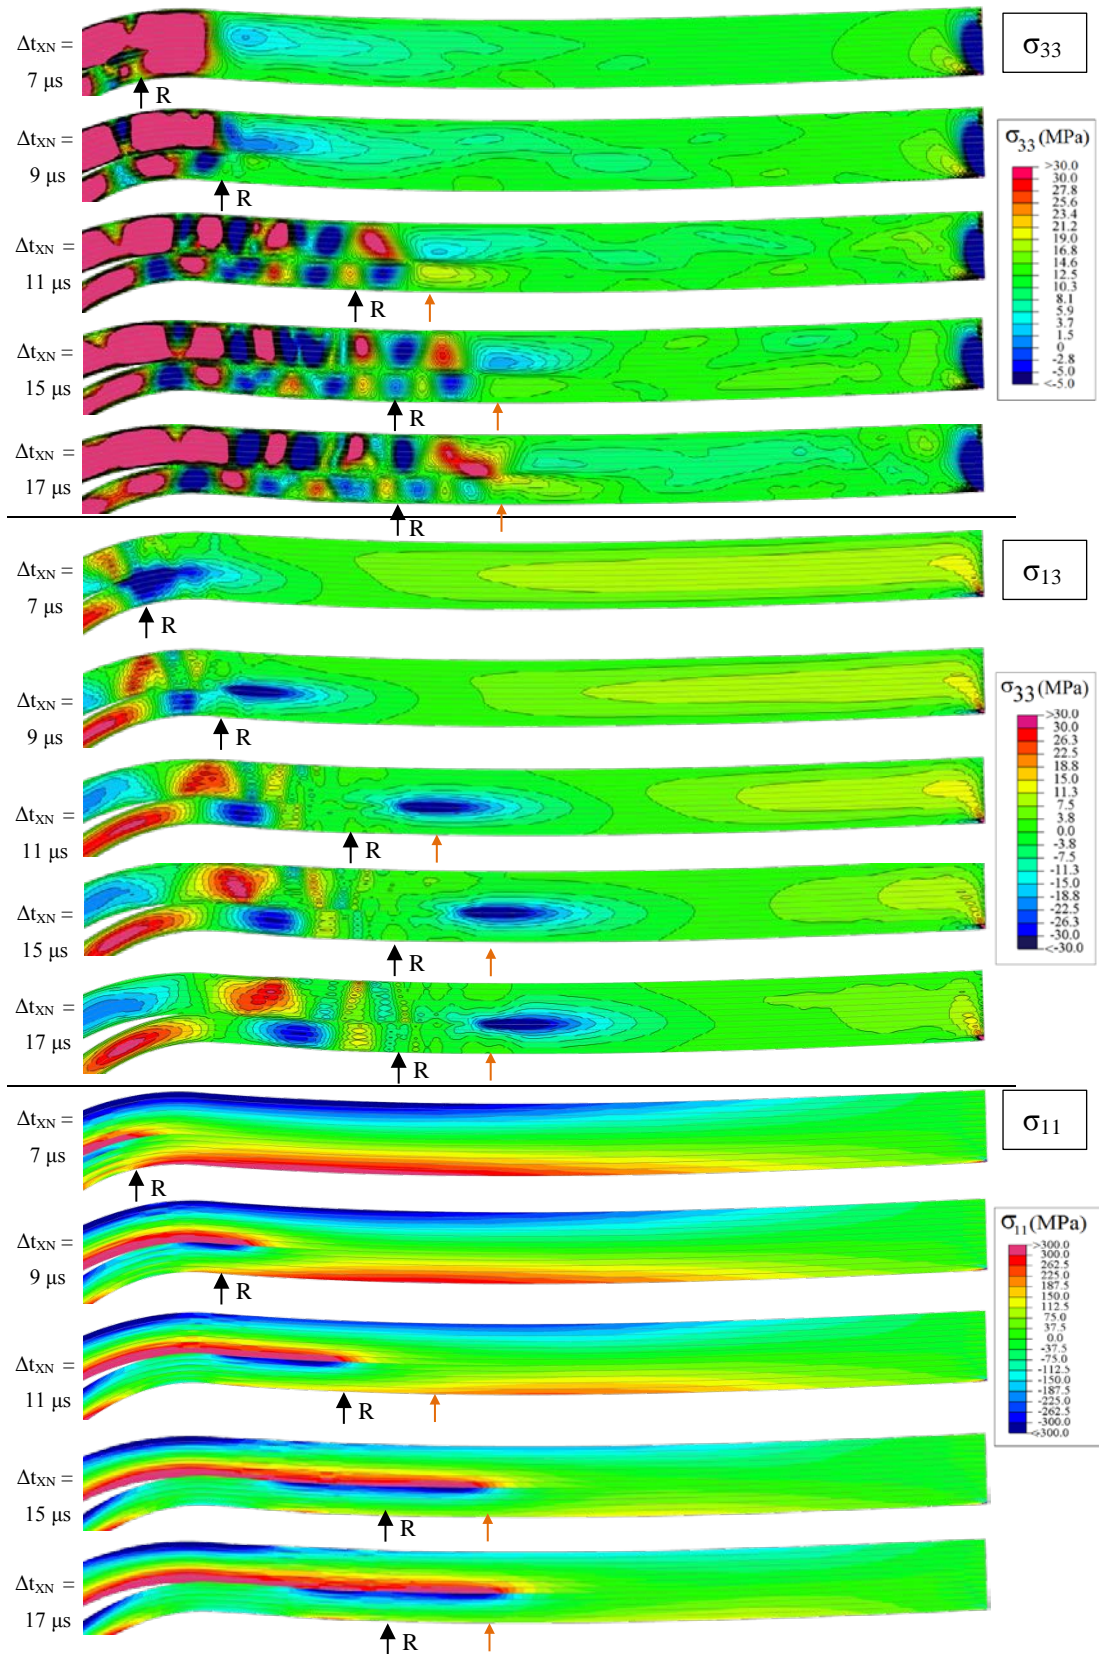 Δt_XN =
7 μs
R
σ33
Δt_XN =
9 μs
R
σ33 (MPa)
>30.0
30.0
27.8
25.6
23.4
21.2
19.0
14.6
12.5
10.3
8.1
5.9
3.7
1.5
0
-2.8
-5.0
<-5.0
Δt_XN =
11 μs
R
Δt_XN =
15 μs
R
Δt_XN =
17 μs
R
Δt_XN =
7 μs
R
σ13
Δt_XN =
9 μs
R
σ33 (MPa)
>30.0
30.0
26.3
22.5
18.8
15.0
11.3
7.5
3.8
0.0
-3.8
-7.5
-11.3
-15.0
-18.8
-22.5
-26.3
-30.0
<-30.0
Δt_XN =
11 μs
R
Δt_XN =
15 μs
R
Δt_XN =
17 μs
R
Δt_XN =
7 μs
R
σ11
Δt_XN =
9 μs
R
σ11 (MPa)
>300.0
300.0
262.5
225.0
187.5
150.0
112.5
75.0
37.5
0.0
-37.5
-75.0
-112.5
-150.0
-187.5
-225.0
-262.5
-300.0
<300.0
Δt_XN =
11 μs
R
Δt_XN =
15 μs
R
Δt_XN =
17 μs
R